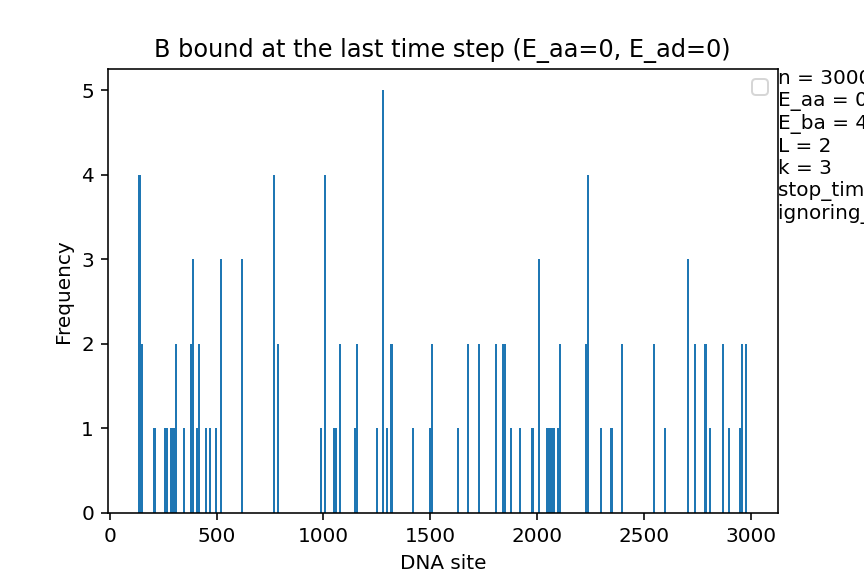 B bound at the last time step (E_aa=0, E_ad=0)
n = 3000
E_aa = 0
E_ba = 4
L = 2
k = 3
stop_tim
ignoring_
5
4
3
2
1
0
Frequency
0 500 1000 1500 2000 2500 3000
DNA site